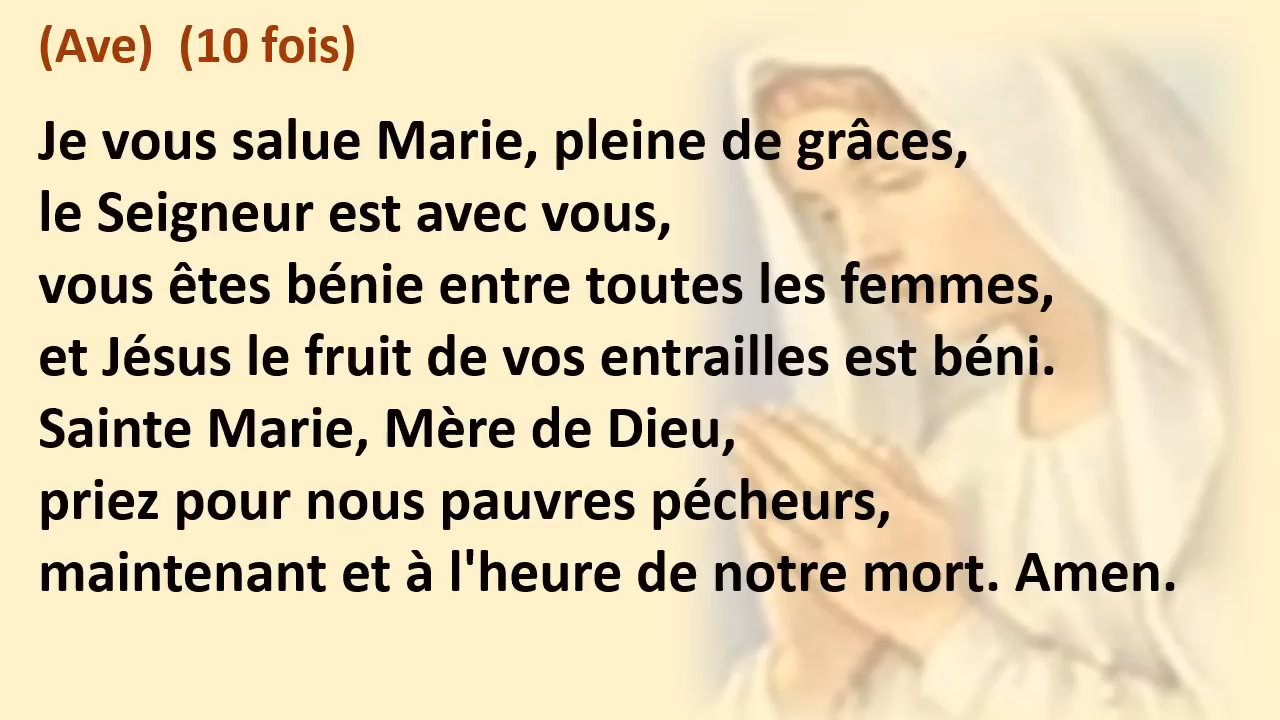 (Ave)  (10 fois)
Je vous salue Marie, pleine de grâces,
le Seigneur est avec vous,
vous êtes bénie entre toutes les femmes,
et Jésus le fruit de vos entrailles est béni.
Sainte Marie, Mère de Dieu,
priez pour nous pauvres pécheurs,
maintenant et à l'heure de notre mort. Amen.